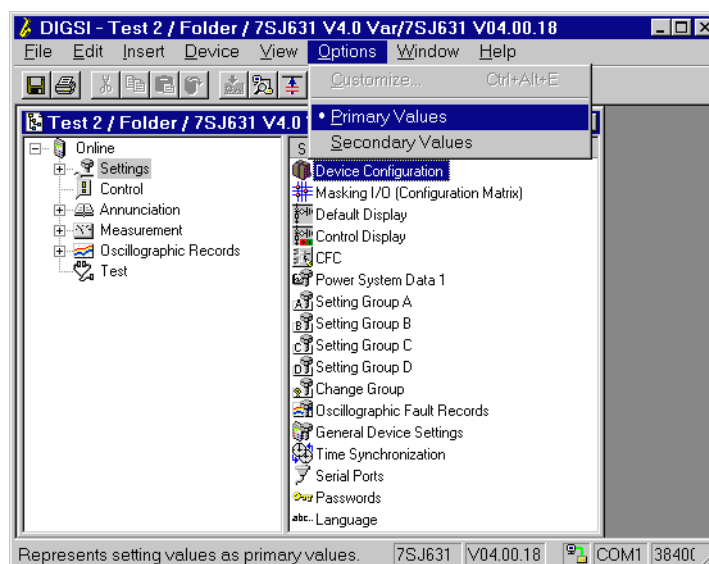 DIGSI - Test 2 / Folder / 7SJ631 V4.0 Var/7SJ631 V04.00.18
File Edit Insert Device View Options Window Help
Customize... Ctrl+Alt+E
• Primary Values
Secondary Values
Test 2 / Folder / 7SJ631 V4.0
Online
Settings
Control
Annunciation
Measurement
Oscillographic Records
Test
S
Device Configuration
Masking I/O (Configuration Matrix)
Default Display
Control Display
CFC
Power System Data 1
Setting Group A
Setting Group B
Setting Group C
Setting Group D
Change Group
Oscillographic Fault Records
General Device Settings
Time Synchronization
Serial Ports
Passwords
abc.. Language
Represents setting values as primary values. 7SJ631 V04.00.18 COM1 3840